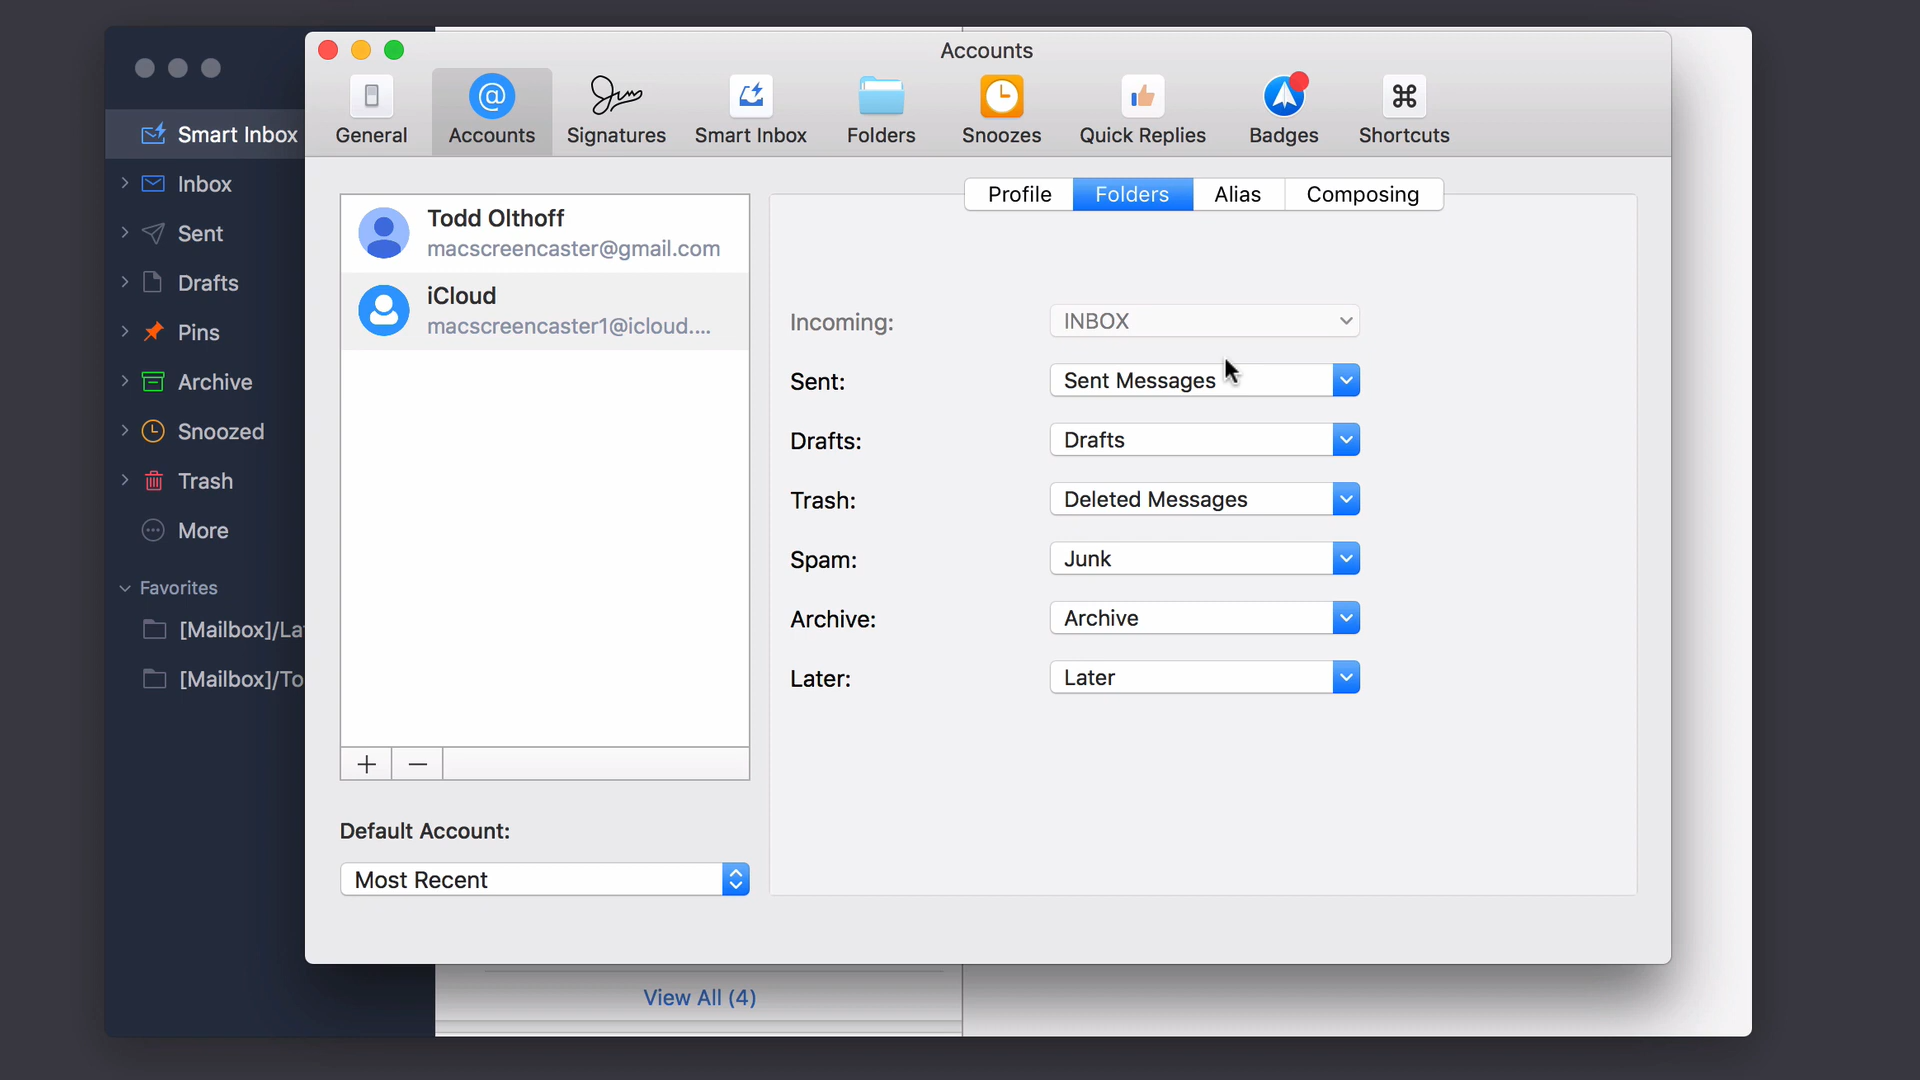 Accounts
General
Accounts
Signatures
Smart Inbox
Folders
Snoozes
Quick Replies
Badges
Shortcuts
Smart Inbox
Inbox
Sent
Drafts
Pins
Archive
Snoozed
Trash
More
Favorites
[Mailbox]/La
[Mailbox]/To
Todd Olthoff
macscreencaster@gmail.com
iCloud
macscreencaster1@icloud....
Default Account:
Most Recent
Profile
Folders
Alias
Composing
Incoming: INBOX
Sent: Sent Messages
Drafts: Drafts
Trash: Deleted Messages
Spam: Junk
Archive: Archive
Later: Later
View All (4)